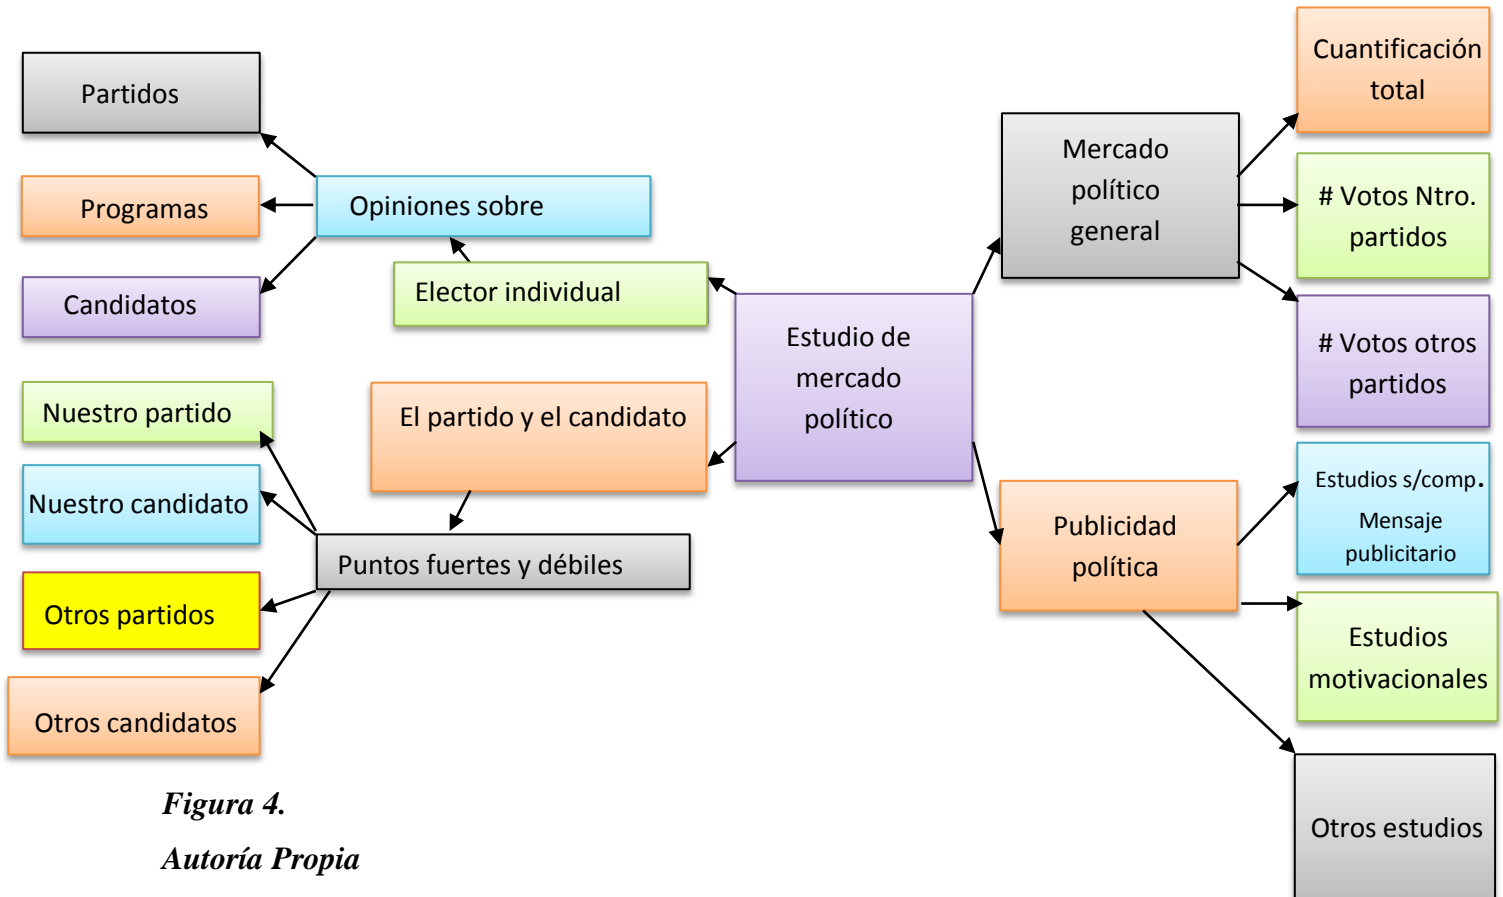 Partidos
Programas
Candidatos
Opiniones sobre
Elector individual
Nuestro partido
Nuestro candidato
Otros partidos
Otros candidatos
El partido y el candidato
Puntos fuertes y débiles
Estudio de
mercado
político
Mercado
político
general
Cuantificación
total
# Votos Ntro.
partidos
# Votos otros
partidos
Publicidad
política
Estudios s/comp.
Mensaje
publicitario
Estudios
motivacionales
Otros estudios
Figura 4.
Autoría Propia